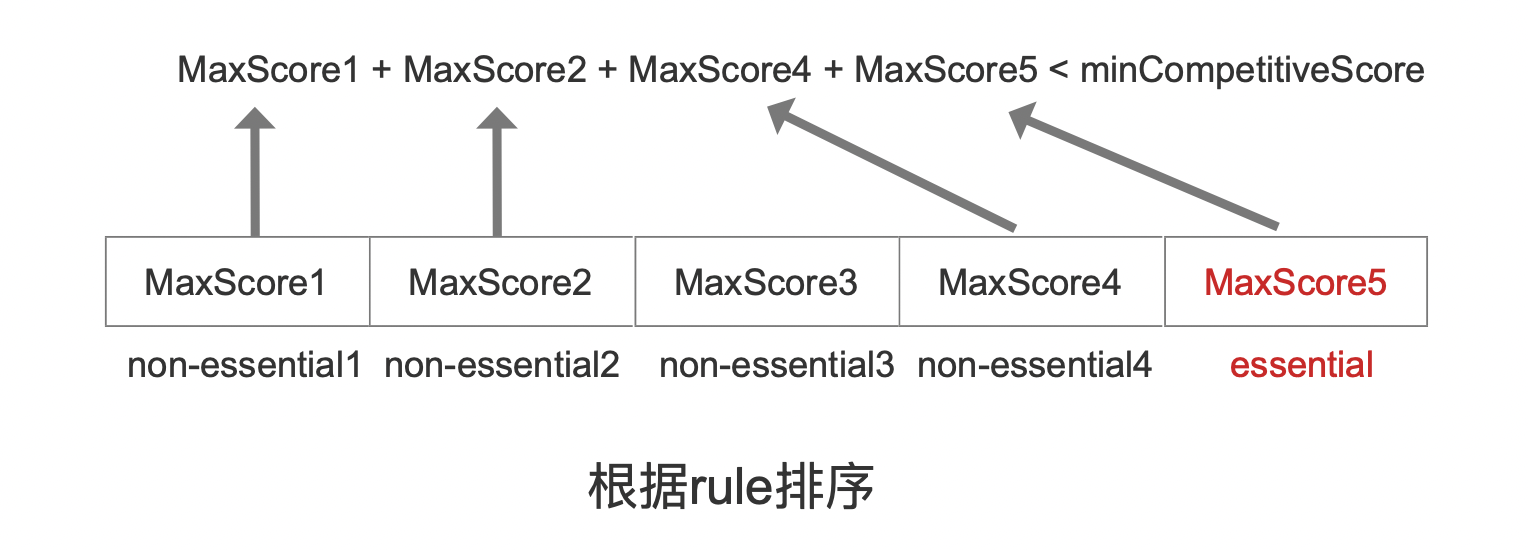 MaxScore1 + MaxScore2 + MaxScore4 + MaxScore5 < minCompetitiveScore
MaxScore1 MaxScore2 MaxScore3 MaxScore4 MaxScore5
non-essential1 non-essential2 non-essential3 non-essential4 essential
根据rule排序